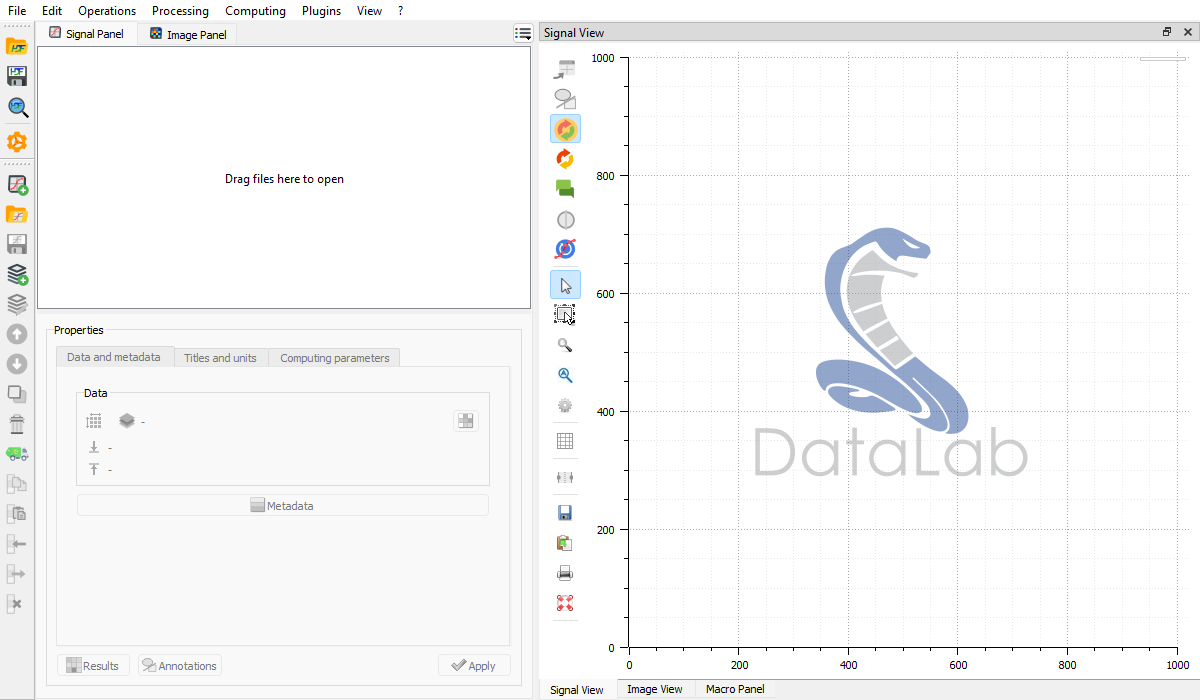 File Edit Operations Processing Computing Plugins View ?
Signal Panel Image Panel
Drag files here to open
Properties
Data and metadata Titles and units Computing parameters
Data
-
-
-
Metadata
Results Annotations Apply
Signal View
1000
800
600
400
200
0
0 200 400 600 800 1000
DataLab
Signal View Image View Macro Panel